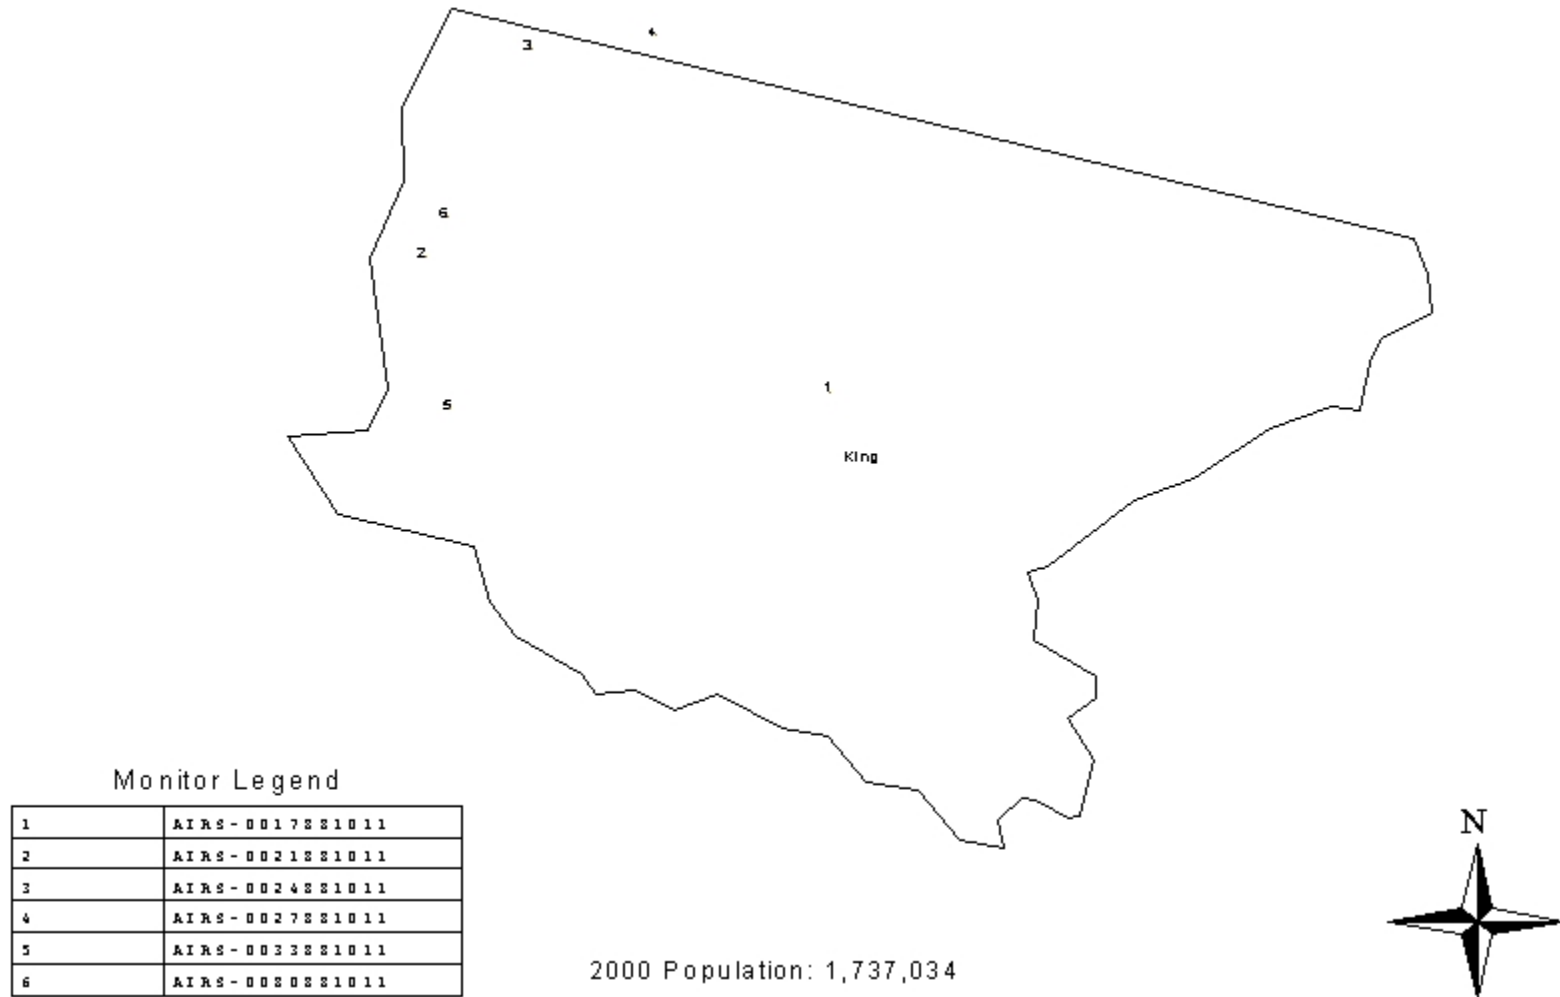 4
3
6
2
1
5
King
Monitor Legend
1 AIRS-0017881011
2 AIRS-0021881011
3 AIRS-0024881011
4 AIRS-0027881011
5 AIRS-0033881011
6 AIRS-0080881011
N
2000 Population: 1,737,034